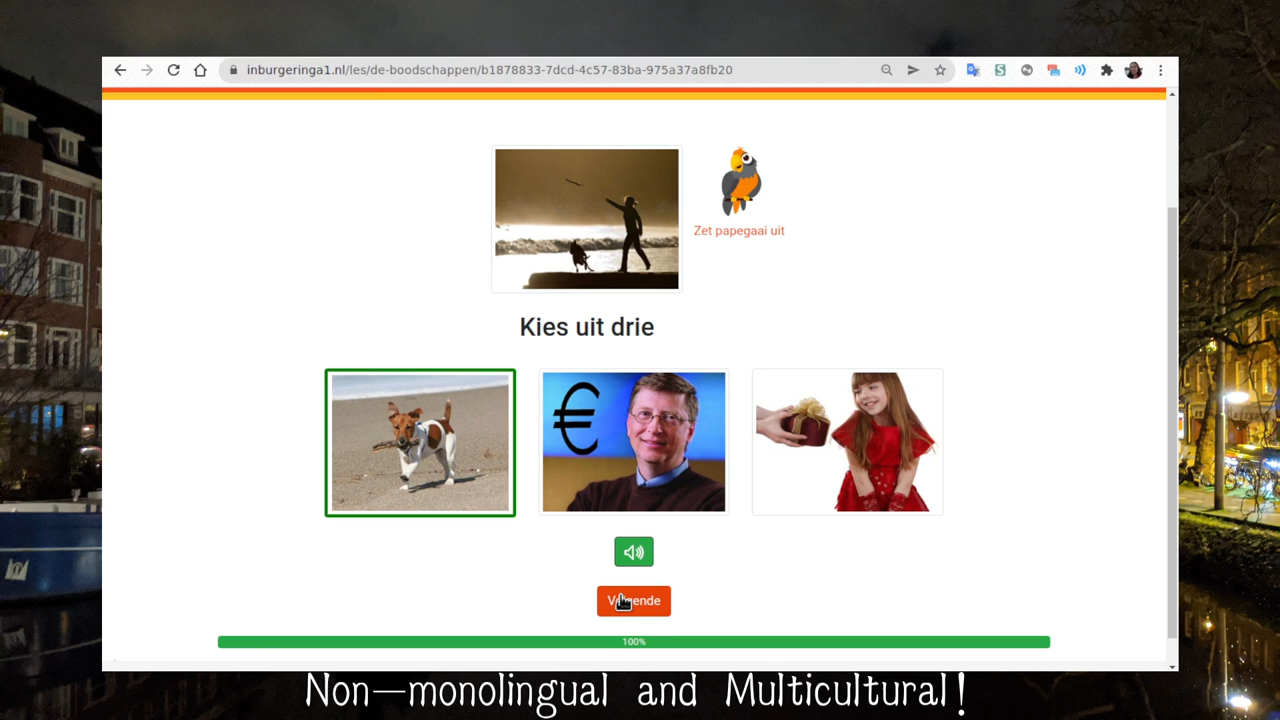 inburgeringa1.nl/les/de-boodschappen/b1878833-7dcd-4c57-83ba-975a37a8fb20
Zet papegaai uit
Kies uit drie
€
100%
Non–monolingual and Multicultural!